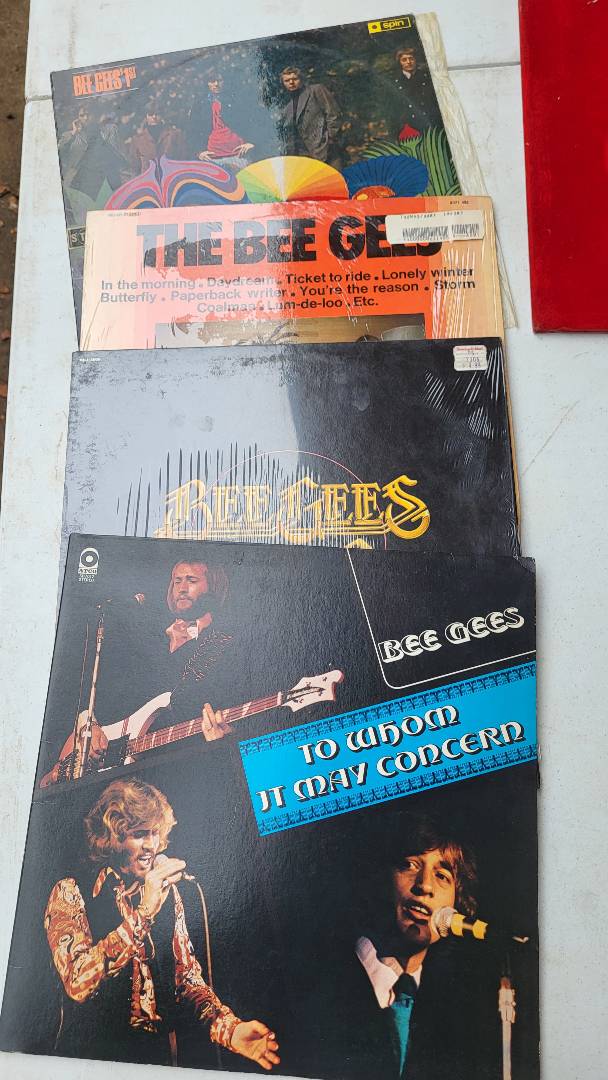 BEE GEES' 1ST
spin
THE BEE GEES
In the morning • Daydream • Ticket to ride • Lonely winter
Butterfly • Paperback writer • You're the reason • Storm
Coalman • Lum-de-loo • Etc.
BEE GEES
ATCO
STEREO
BEE GEES
TO WHOM
IT MAY CONCERN